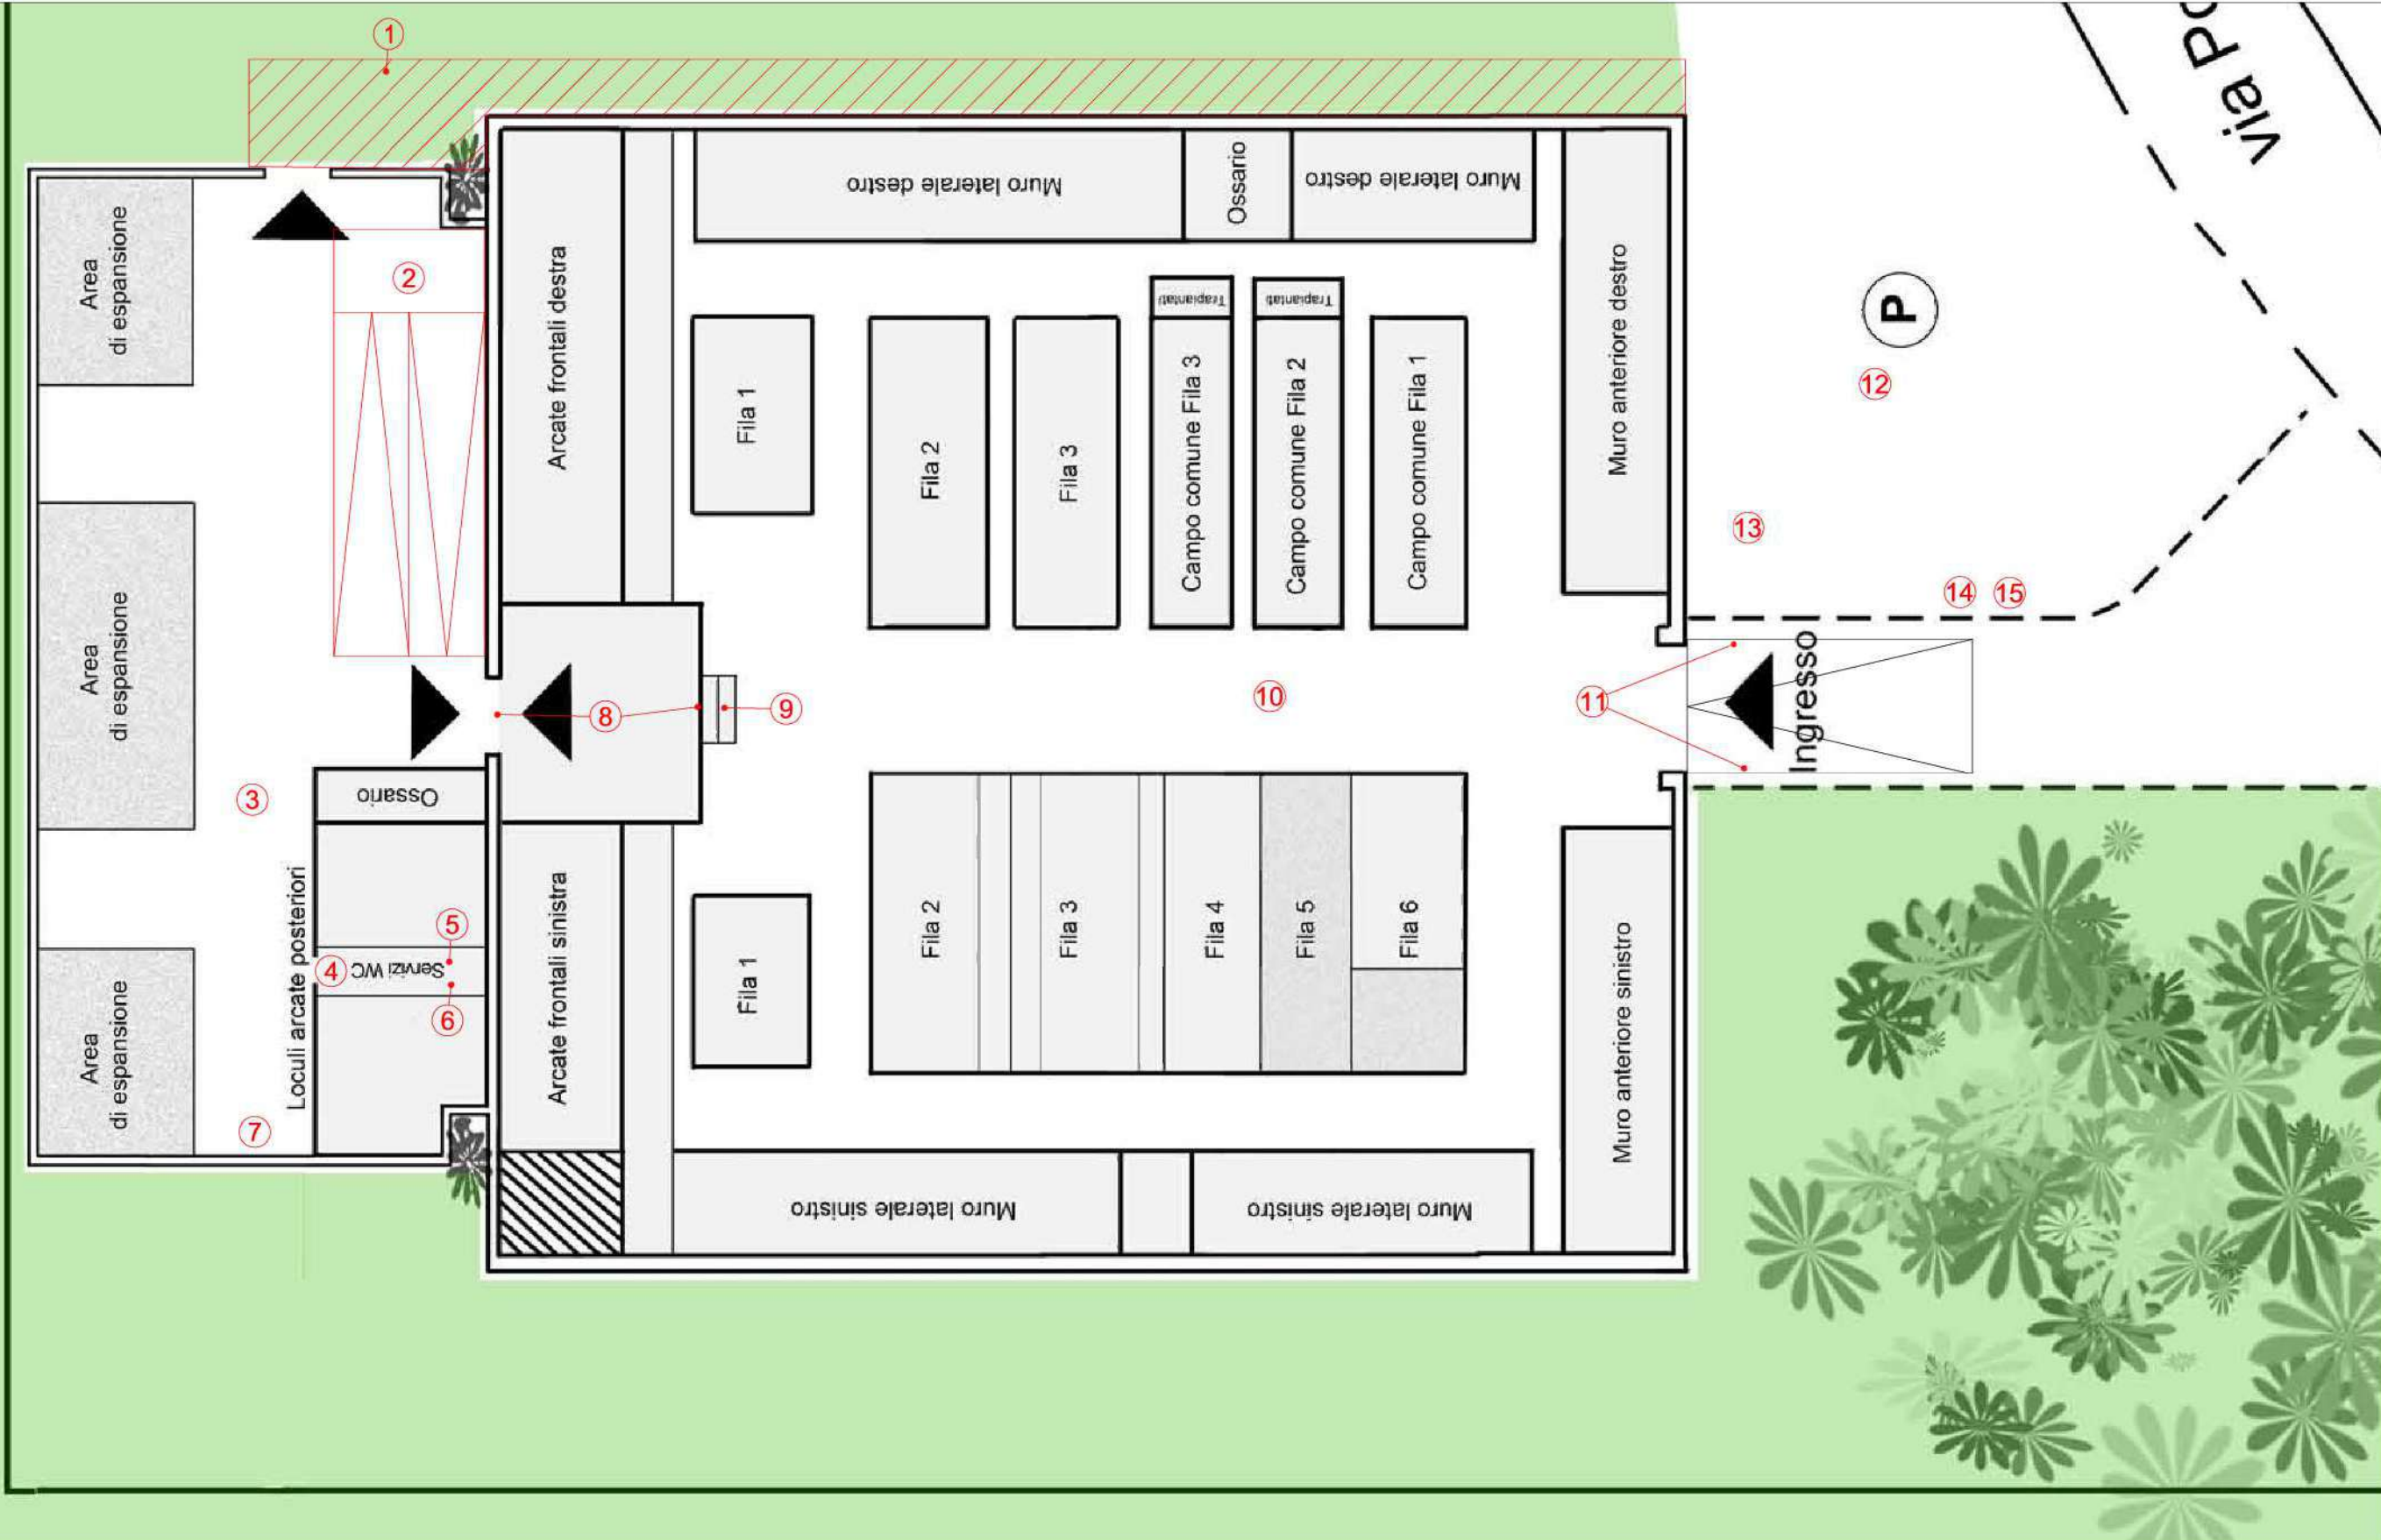 1
via Po
Area
di espansione
2
Arcate frontali destra
Muro laterale destro
Ossario
Muro laterale destro
Trapiantati
Trapiantati
Muro anteriore destro
P
12
Fila 1
Fila 2
Fila 3
Campo comune Fila 3
Campo comune Fila 2
Campo comune Fila 1
13
14
15
Area
di espansione
8
9
10
11
Ingresso
3
Ossario
Loculi arcate posteriori
5
4
Servizi WC
6
Area
di espansione
7
Arcate frontali sinistra
Fila 1
Fila 2
Fila 3
Fila 4
Fila 5
Fila 6
Muro anteriore sinistro
Muro laterale sinistro
Muro laterale sinistro